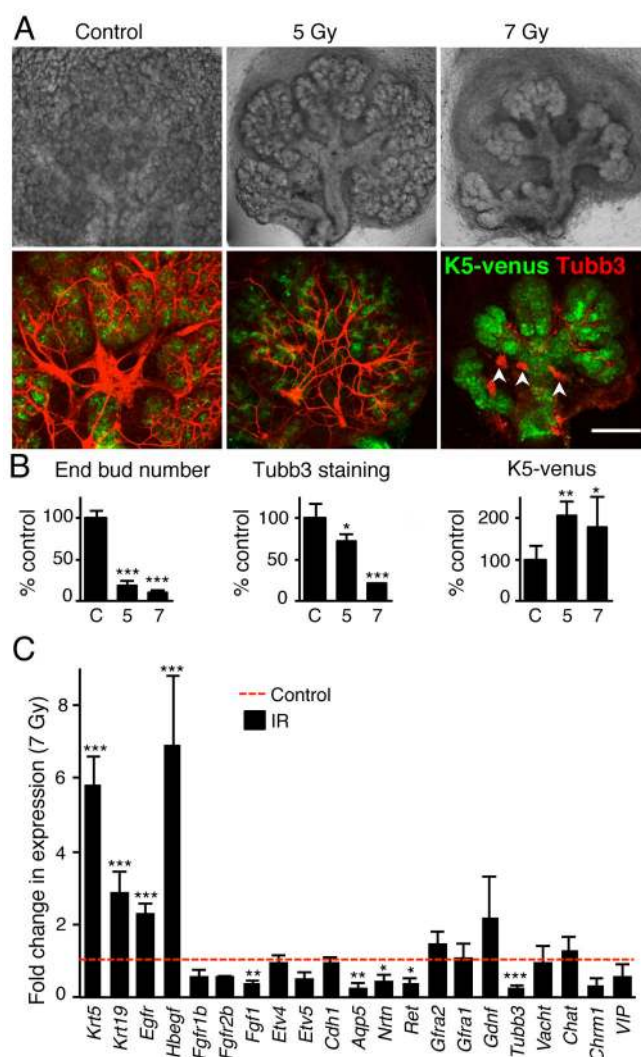 A
Control 5 Gy 7 Gy
K5-venus Tubb3
B
End bud number Tubb3 staining K5-venus
% control
100
50
0
C 5 7
*** ***
% control
100
50
0
C 5 7
* ***
% control
200
100
0
C 5 7
** *
C
Fold change in expression (7 Gy)
8
6
4
2
0
Control
IR
*** *** *** *** ** ** * * ***
Krt5 Krt19 Egfr Hbegf Fgfr1b Fgfr2b Fgf1 Etv4 Etv5 Cdh1 Aqp5 Nrtn Ret Gfra2 Gfra1 Gdnf Tubb3 Vacht Chat Chrm1 VIP